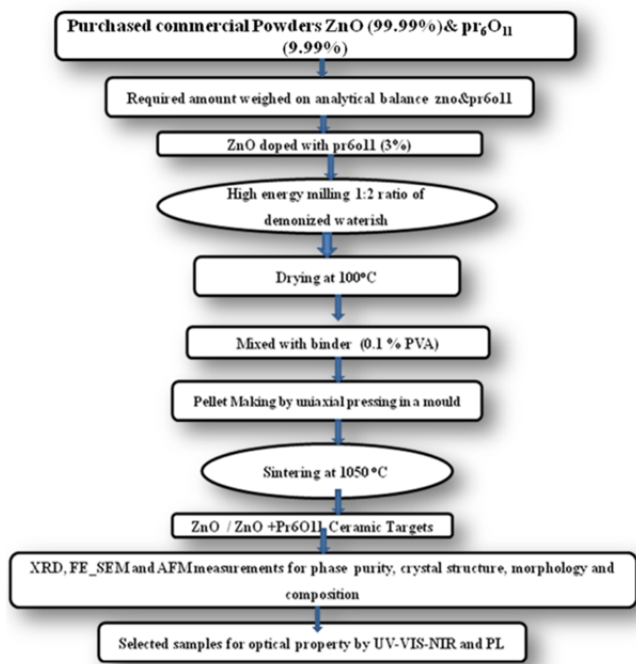 Purchased commercial Powders ZnO (99.99%)& pr₆O₁₁
(9.99%)
Required amount weighed on analytical balance zno&pr6o11
ZnO doped with pr6o11 (3%)
High energy milling 1:2 ratio of
demonized waterish
Drying at 100°C
Mixed with binder (0.1 % PVA)
Pellet Making by uniaxial pressing in a mould
Sintering at 1050 °C
ZnO / ZnO +Pr6O11 Ceramic Targets
XRD, FE_SEM and AFM measurements for phase purity, crystal structure, morphology and
composition
Selected samples for optical property by UV-VIS-NIR and PL